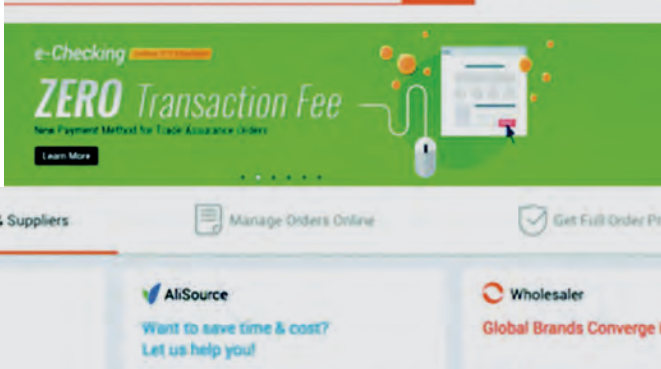 e-Checking
ZERO Transaction Fee
New Payment Method for Trade Assurance Orders
Learn More
& Suppliers
Manage Orders Online
Get Full Order Pr
AliSource
Wholesaler
Want to save time & cost?
Global Brands Converge
Let us help you!